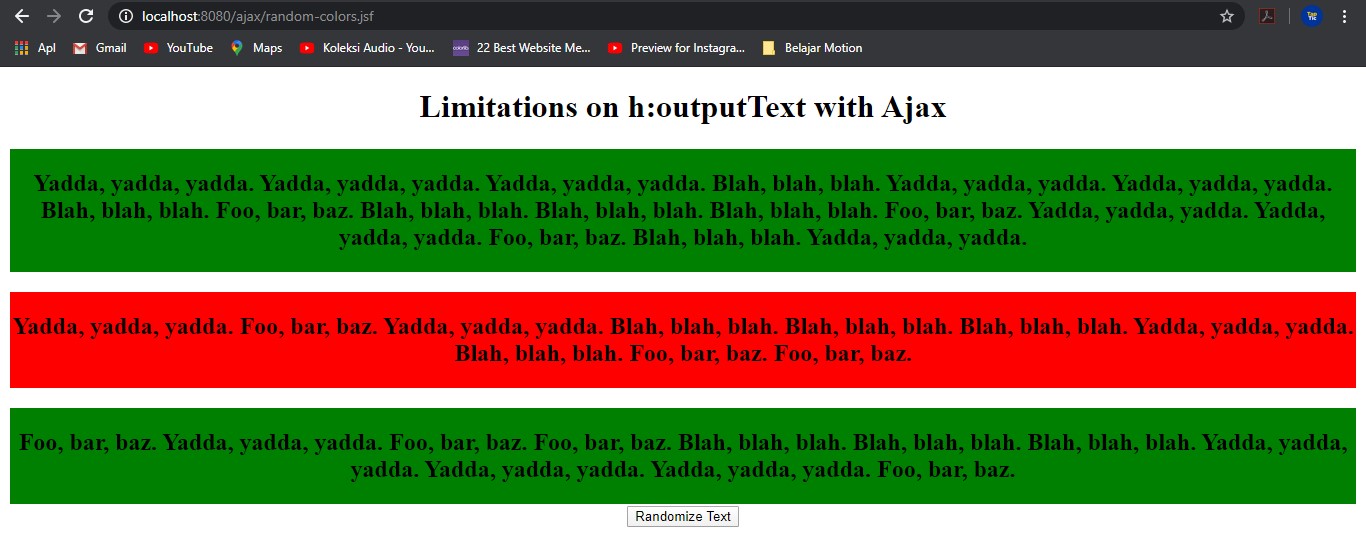 localhost:8080/ajax/random-colors.jsf
Tan
Tic
Apl
Gmail
YouTube
Maps
Koleksi Audio - You...
colorlib
22 Best Website Me...
Preview for Instagra...
Belajar Motion
Limitations on h:outputText with Ajax
Yadda, yadda, yadda. Yadda, yadda, yadda. Yadda, yadda, yadda. Blah, blah, blah. Yadda, yadda, yadda. Yadda, yadda, yadda.
Blah, blah, blah. Foo, bar, baz. Blah, blah, blah. Blah, blah, blah. Blah, blah, blah. Foo, bar, baz. Yadda, yadda, yadda. Yadda,
yadda, yadda. Foo, bar, baz. Blah, blah, blah. Yadda, yadda, yadda.
Yadda, yadda, yadda. Foo, bar, baz. Yadda, yadda, yadda. Blah, blah, blah. Blah, blah, blah. Blah, blah, blah. Yadda, yadda, yadda.
Blah, blah, blah. Foo, bar, baz. Foo, bar, baz.
Foo, bar, baz. Yadda, yadda, yadda. Foo, bar, baz. Foo, bar, baz. Blah, blah, blah. Blah, blah, blah. Blah, blah, blah. Yadda, yadda,
yadda. Yadda, yadda, yadda. Yadda, yadda, yadda. Foo, bar, baz.
Randomize Text